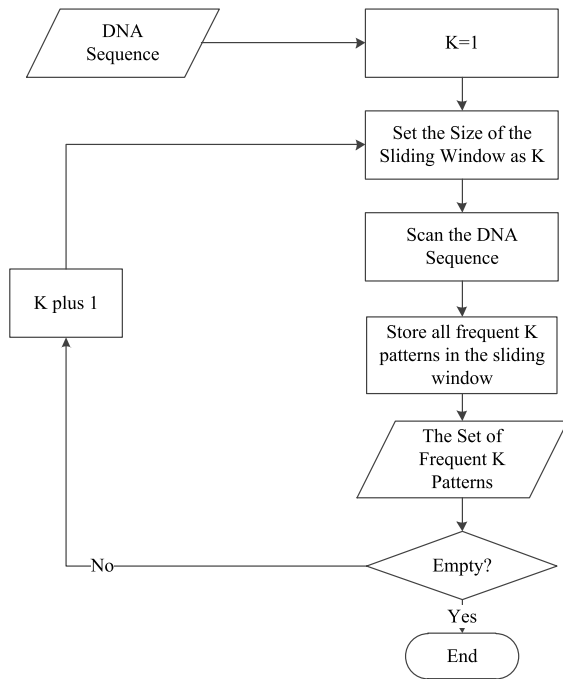 DNA
Sequence
K=1
Set the Size of the
Sliding Window as K
Scan the DNA
Sequence
K plus 1
Store all frequent K
patterns in the sliding
window
The Set of
Frequent K
Patterns
No
Empty?
Yes
End